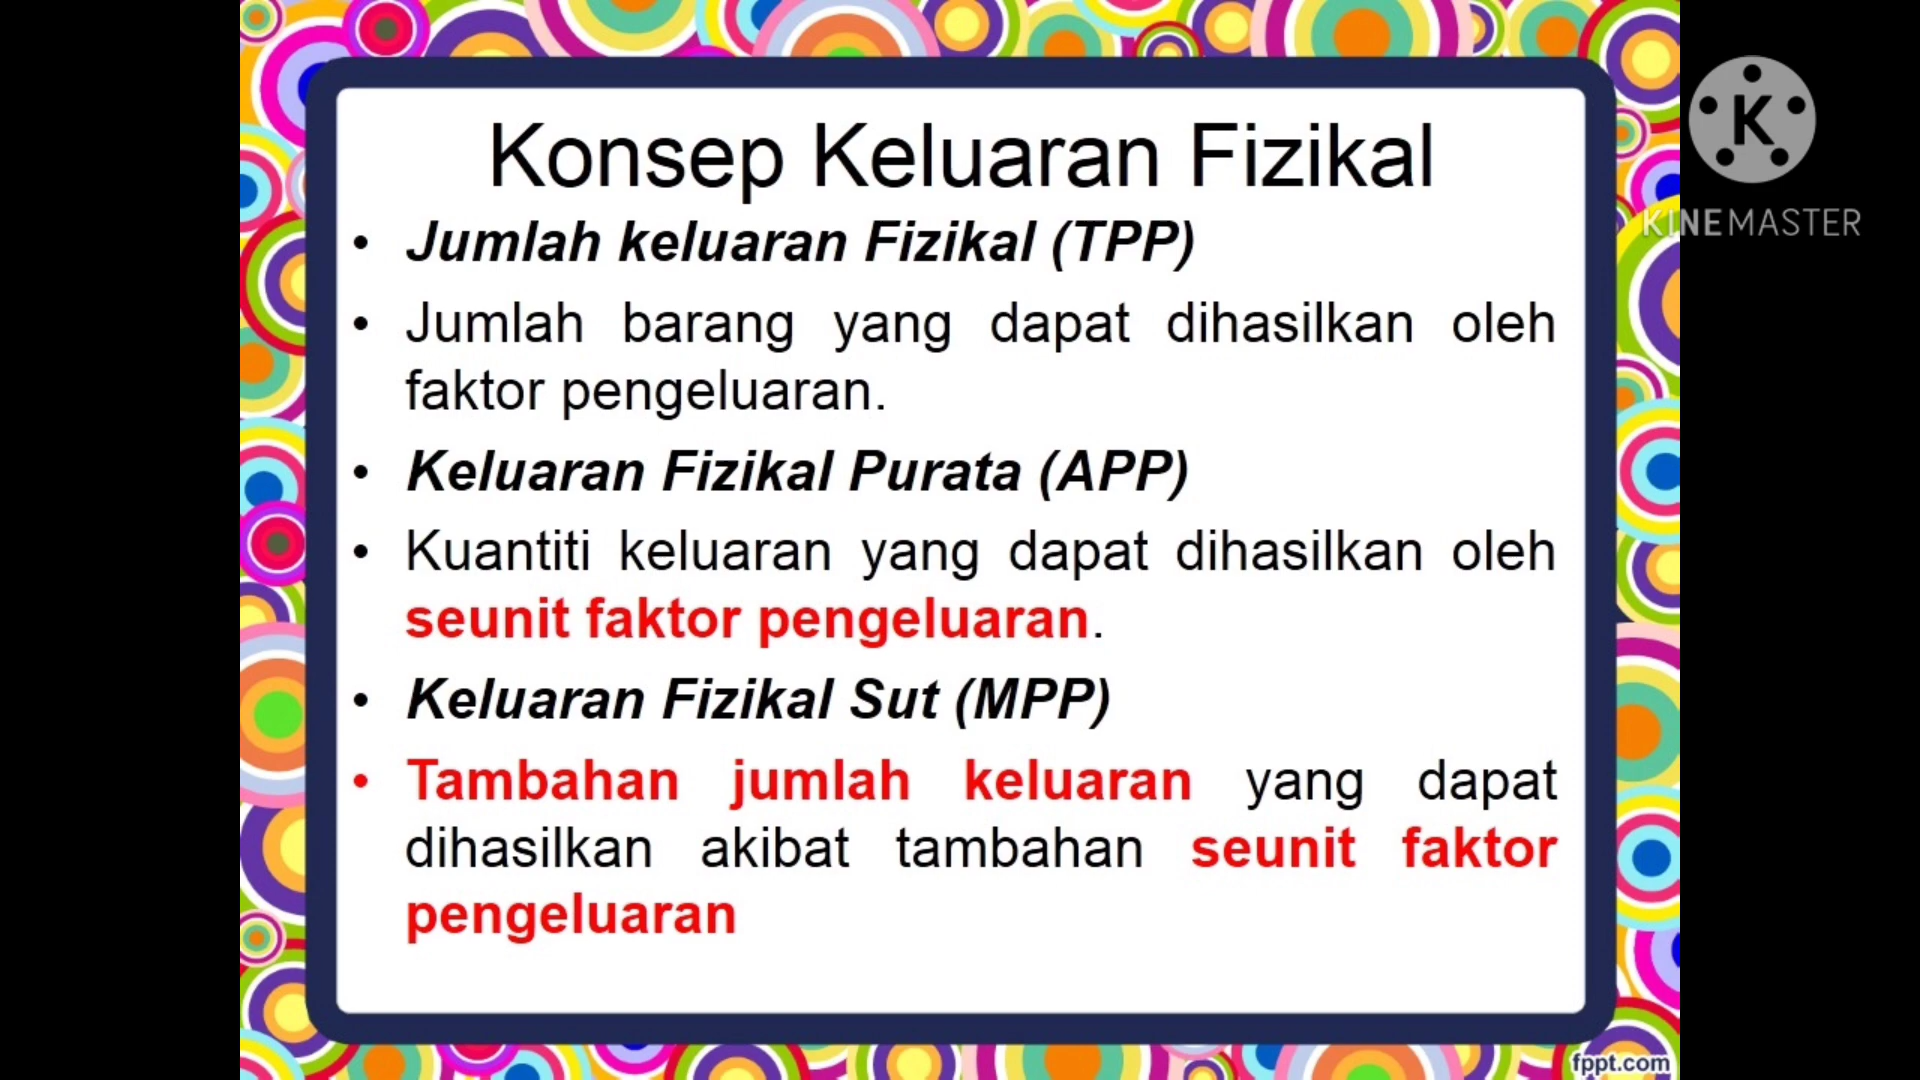 Konsep Keluaran Fizikal
• Jumlah keluaran Fizikal (TPP)
• Jumlah barang yang dapat dihasilkan oleh
faktor pengeluaran.
• Keluaran Fizikal Purata (APP)
• Kuantiti keluaran yang dapat dihasilkan oleh
seunit faktor pengeluaran.
• Keluaran Fizikal Sut (MPP)
• Tambahan jumlah keluaran yang dapat
dihasilkan akibat tambahan seunit faktor
pengeluaran
K
KINEMASTER
fppt.com